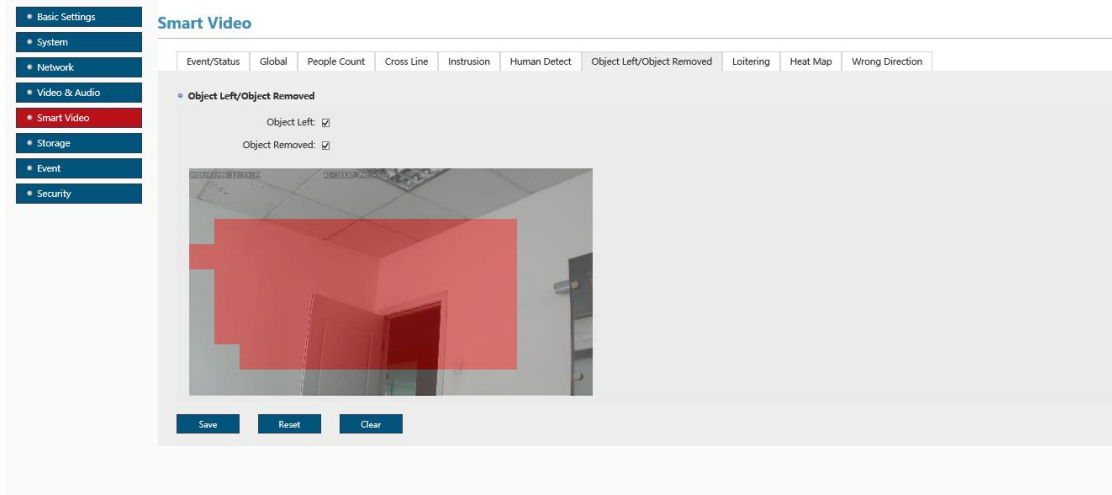 Basic Settings
System
Network
Video & Audio
Smart Video
Storage
Event
Security
Smart Video
Event/Status Global People Count Cross Line Instrusion Human Detect Object Left/Object Removed Loitering Heat Map Wrong Direction
Object Left/Object Removed
Object Left:
Object Removed:
Save Reset Clear